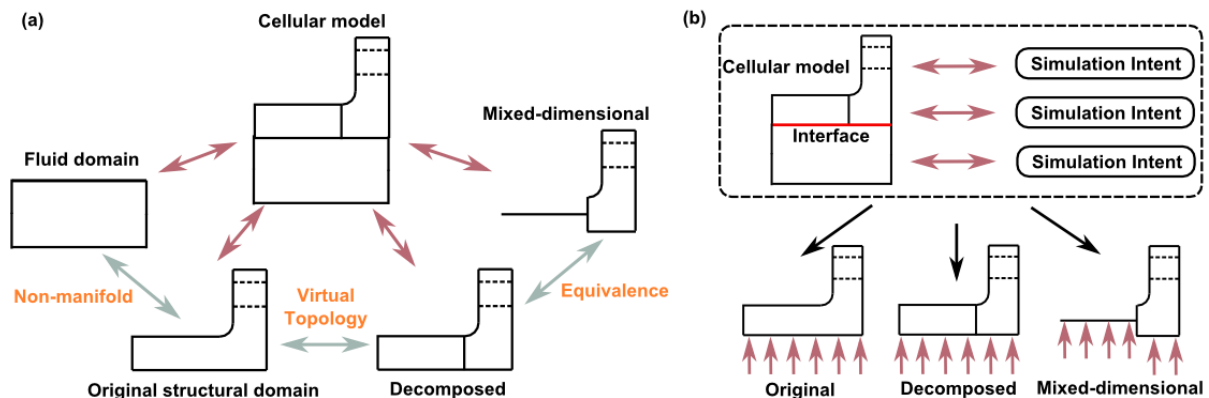 (a)
Cellular model
Mixed-dimensional
Fluid domain
Non-manifold
Virtual
Topology
Equivalence
Original structural domain
Decomposed
(b)
Cellular model
Simulation Intent
Simulation Intent
Interface
Simulation Intent
Original
Decomposed
Mixed-dimensional